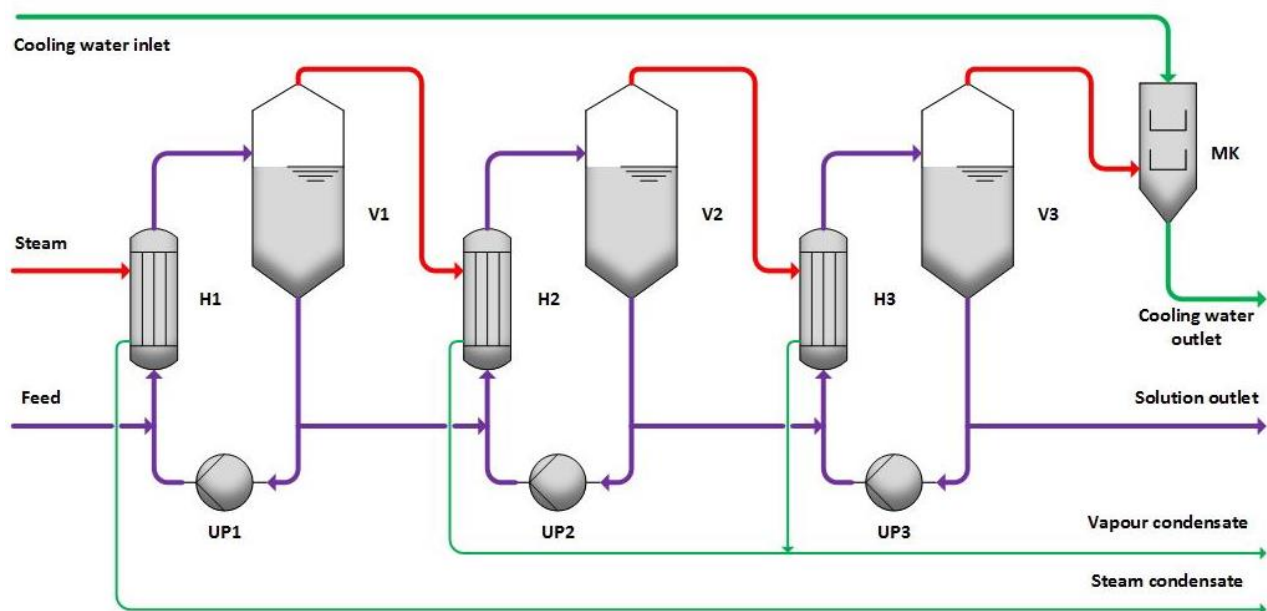 Cooling water inlet
MK
V1
V2
V3
Steam
H1
H2
H3
Cooling water
outlet
Feed
Solution outlet
UP1
UP2
UP3
Vapour condensate
Steam condensate